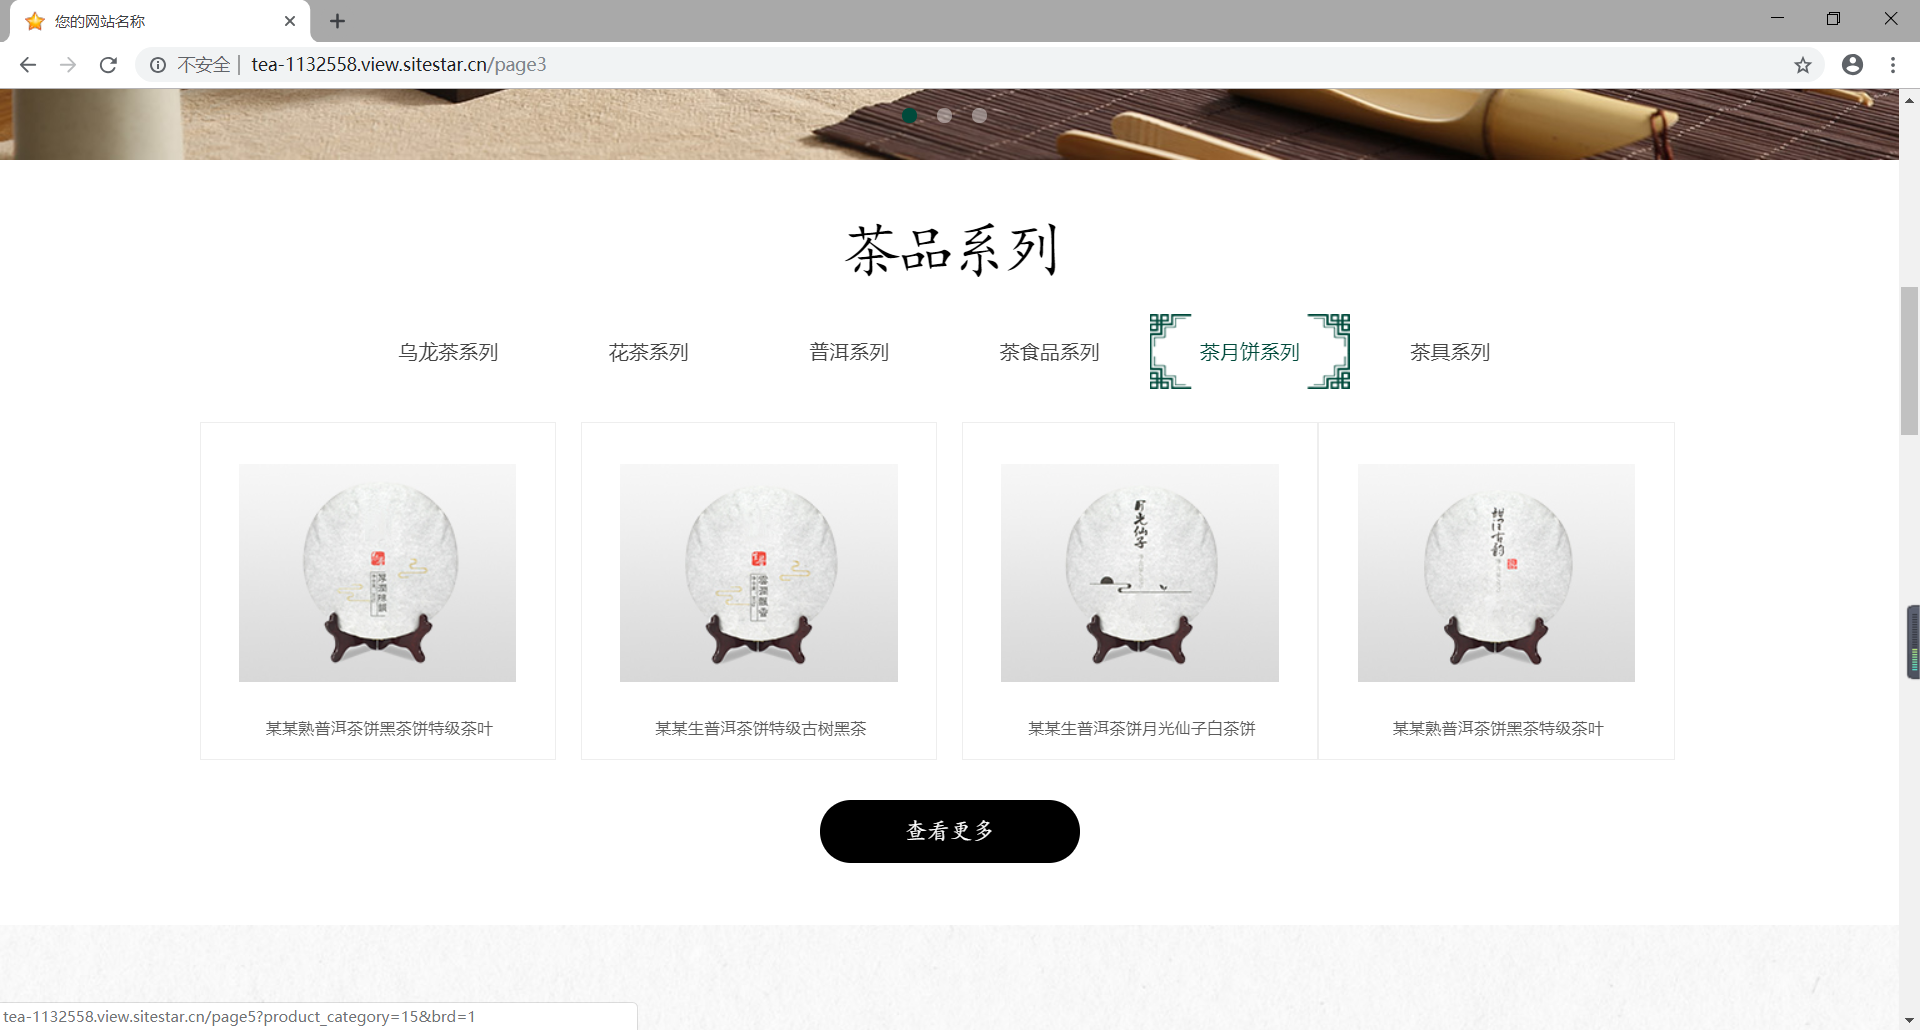 您的网站名称
不安全 | tea-1132558.view.sitestar.cn/page3
茶品系列
乌龙茶系列 花茶系列 普洱系列 茶食品系列 茶月饼系列 茶具系列
月光仙子
某某熟普洱茶饼黑茶饼特级茶叶 某某生普洱茶饼特级古树黑茶 某某生普洱茶饼月光仙子白茶饼 某某熟普洱茶饼黑茶特级茶叶
查看更多
tea-1132558.view.sitestar.cn/page5?product_category=15&brd=1